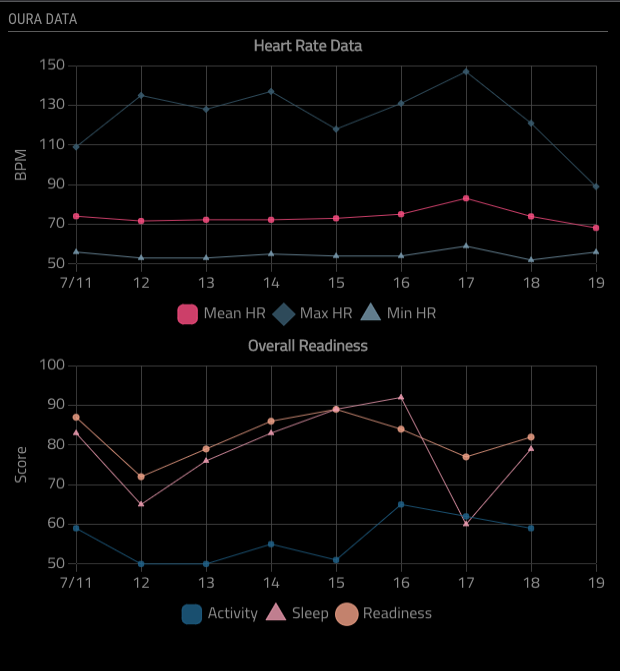 OURA DATA
Heart Rate Data
150
130
110
90
70
50
BPM
7/11 12 13 14 15 16 17 18 19
Mean HR Max HR Min HR
Overall Readiness
100
90
80
70
60
50
Score
7/11 12 13 14 15 16 17 18 19
Activity Sleep Readiness